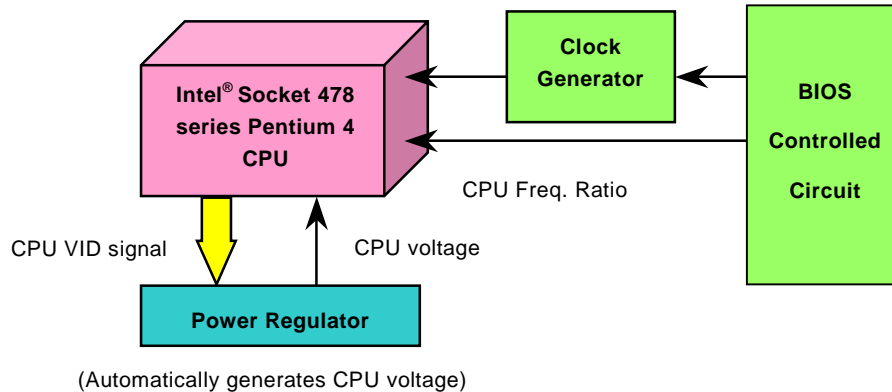 Intel® Socket 478
series Pentium 4
CPU
Clock
Generator
BIOS
Controlled
Circuit
CPU Freq. Ratio
CPU VID signal
CPU voltage
Power Regulator
(Automatically generates CPU voltage)